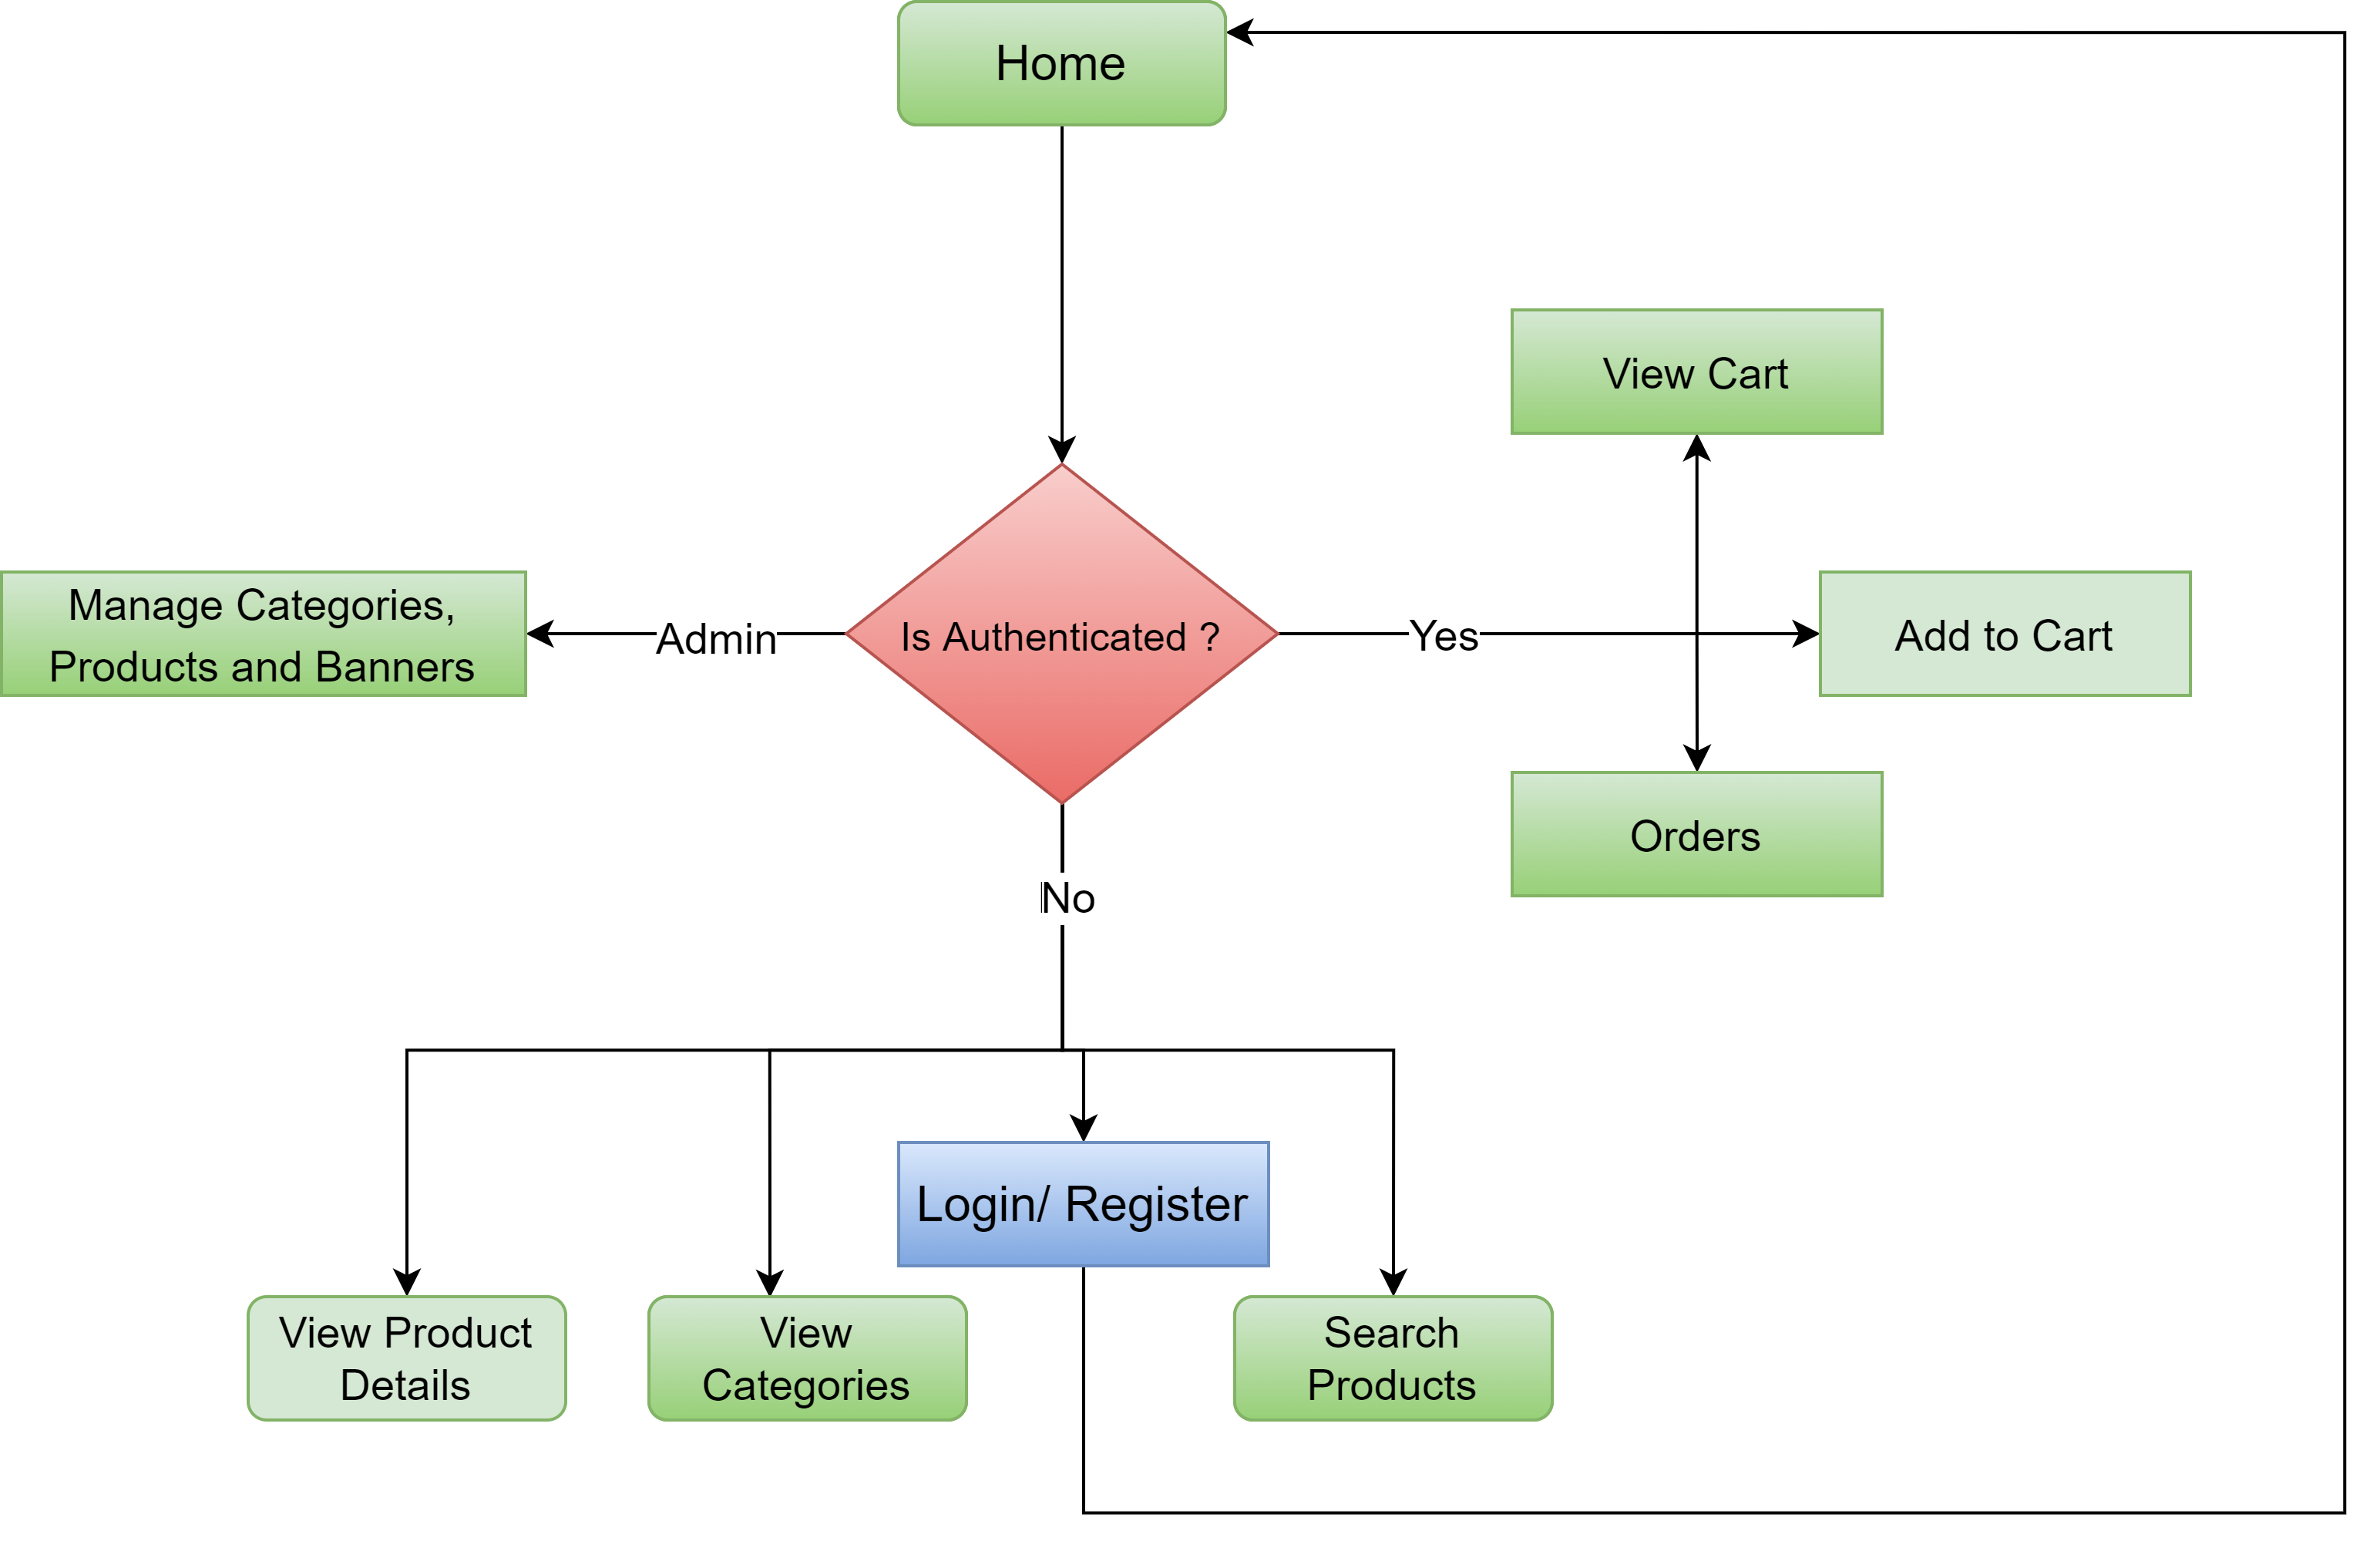 Home
View Cart
Manage Categories,
Products and Banners
Admin
Is Authenticated ?
Yes
Add to Cart
Orders
No
Login/ Register
View Product
Details
View
Categories
Search
Products